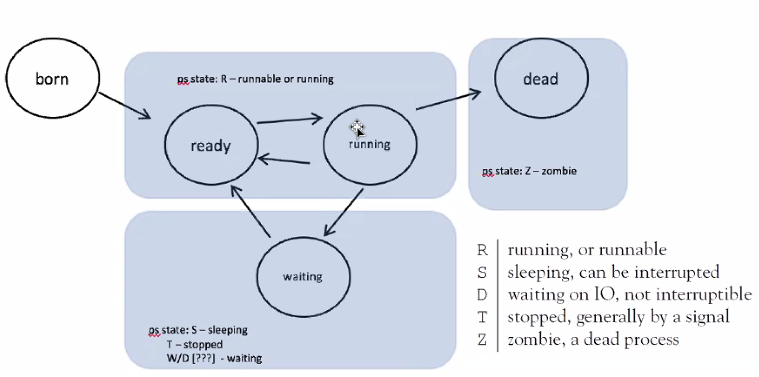 born
ps state: R – runnable or running
ready
running
dead
ps state: Z – zombie
waiting
ps state: S – sleeping
T – stopped
W/D [???] - waiting
R running, or runnable
S sleeping, can be interrupted
D waiting on IO, not interruptible
T stopped, generally by a signal
Z zombie, a dead process